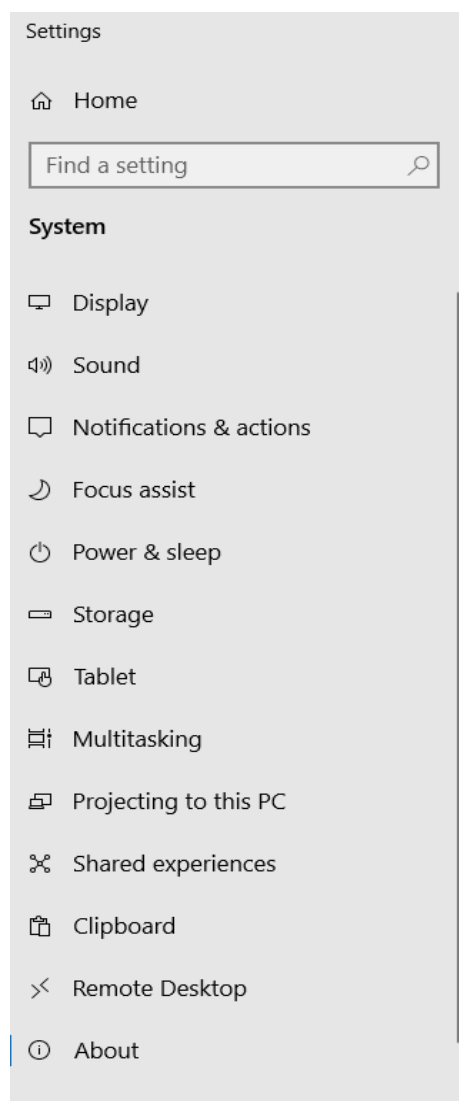 Settings
Home
Find a setting
System
Display
Sound
Notifications & actions
Focus assist
Power & sleep
Storage
Tablet
Multitasking
Projecting to this PC
Shared experiences
Clipboard
Remote Desktop
About